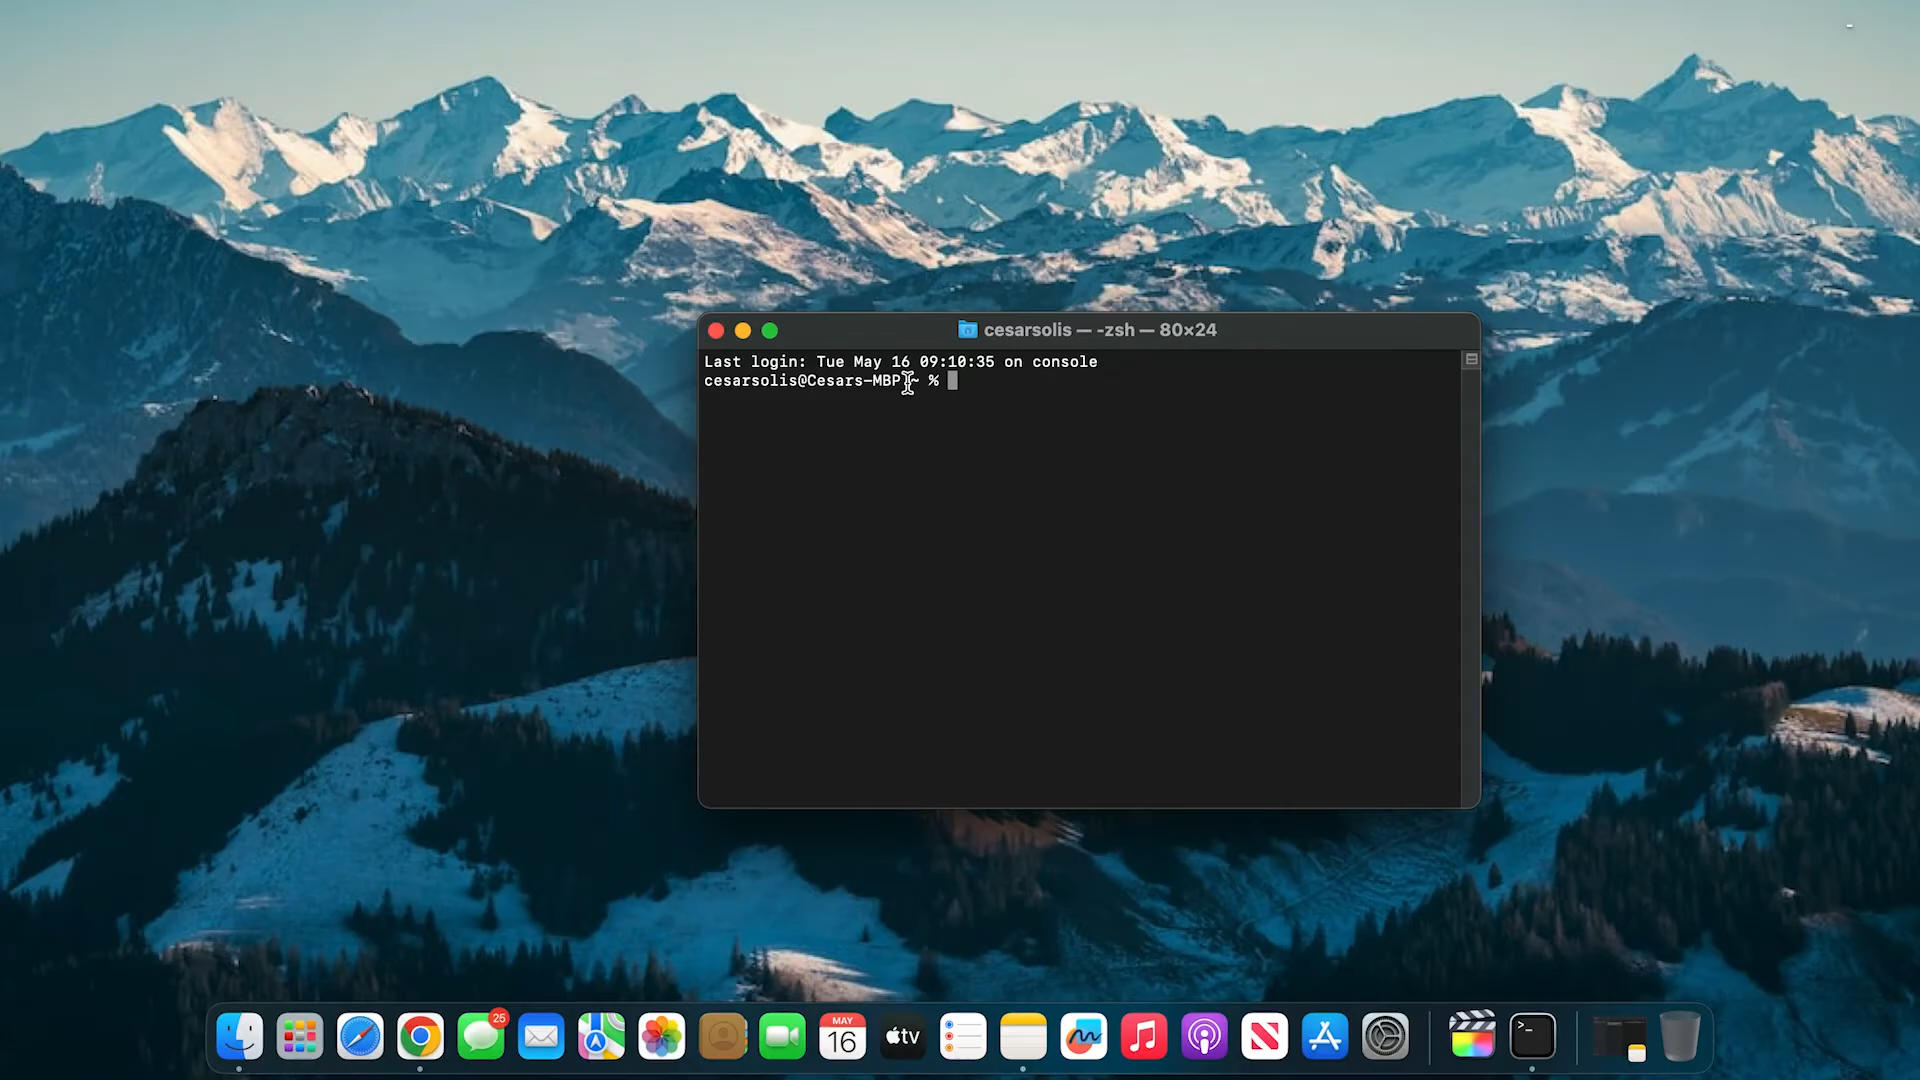 cesarsolis — -zsh — 80×24
Last login: Tue May 16 09:10:35 on console
cesarsolis@Cesars-MBP ~ %
25
MAY
16
tv
>_